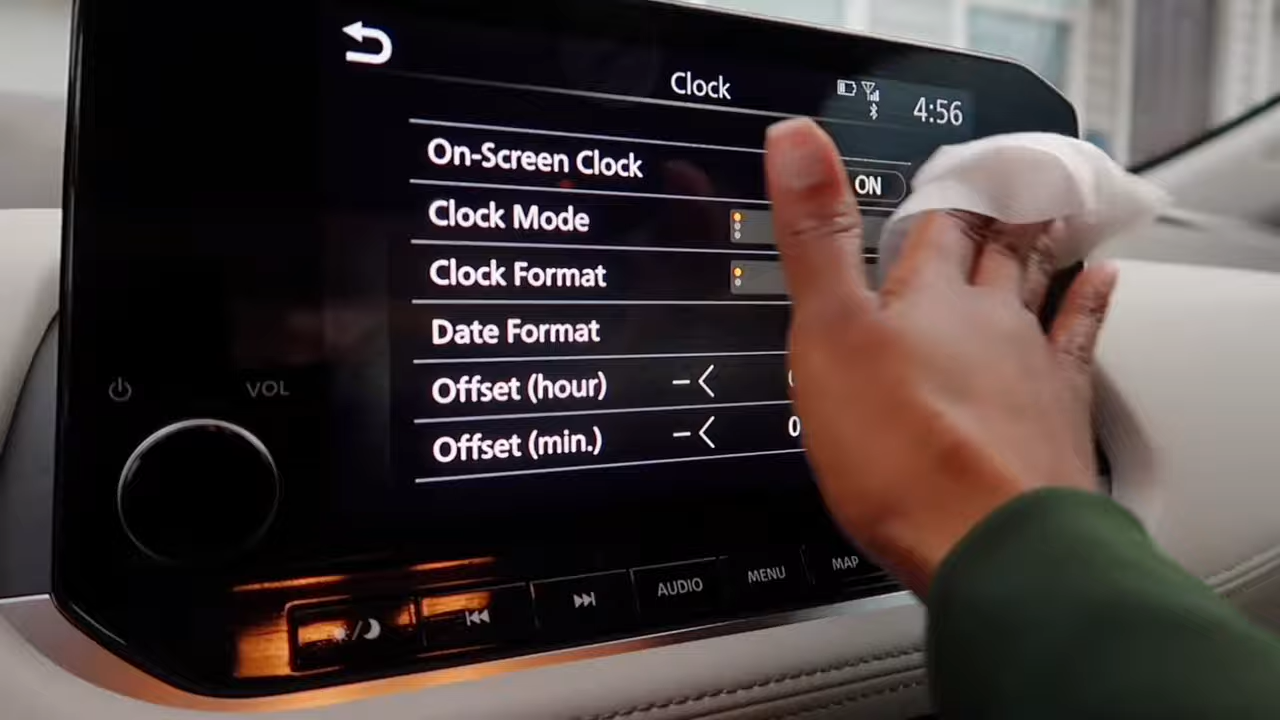 Clock
4:56
On-Screen Clock ON
Clock Mode
Clock Format
Date Format
Offset (hour)
Offset (min.) 0
VOL
AUDIO MENU MAP